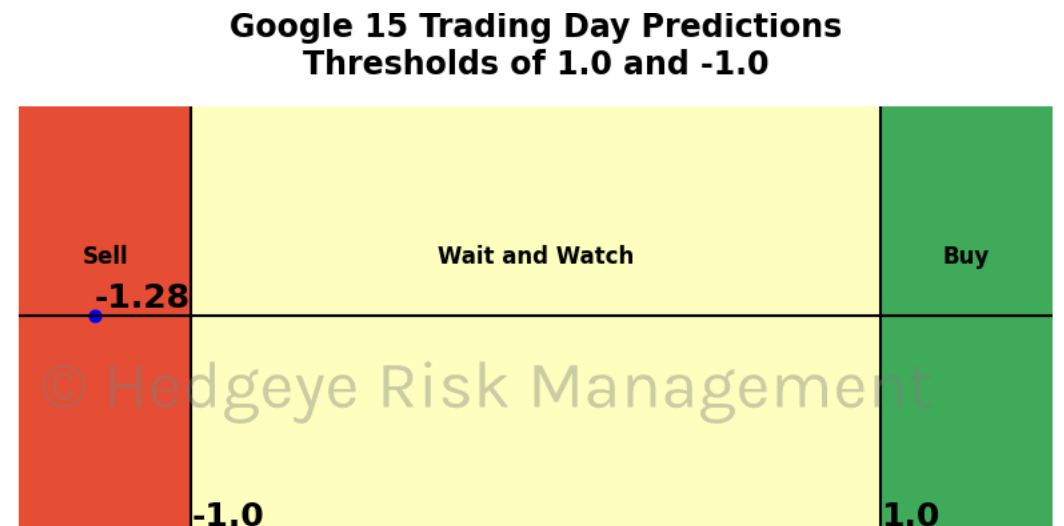 Google 15 Trading Day Predictions
Thresholds of 1.0 and -1.0
Sell
Wait and Watch
Buy
-1.28
© Hedgeye Risk Management
-1.0
1.0